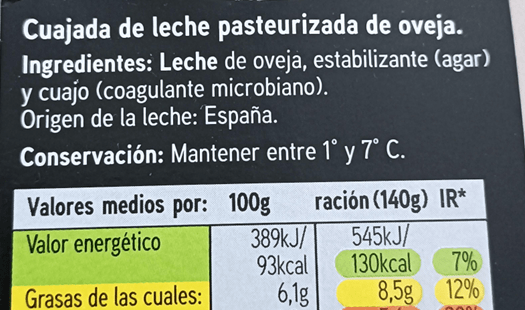 Cuajada de leche pasteurizada de oveja.
Ingredientes: Leche de oveja, estabilizante (agar)
y cuajo (coagulante microbiano).
Origen de la leche: España.
Conservación: Mantener entre 1° y 7° C.
Valores medios por: 100g ración (140g) IR*
Valor energético 389kJ/ 545kJ/
93kcal 130kcal 7%
Grasas de las cuales: 6,1g 8,5g 12%